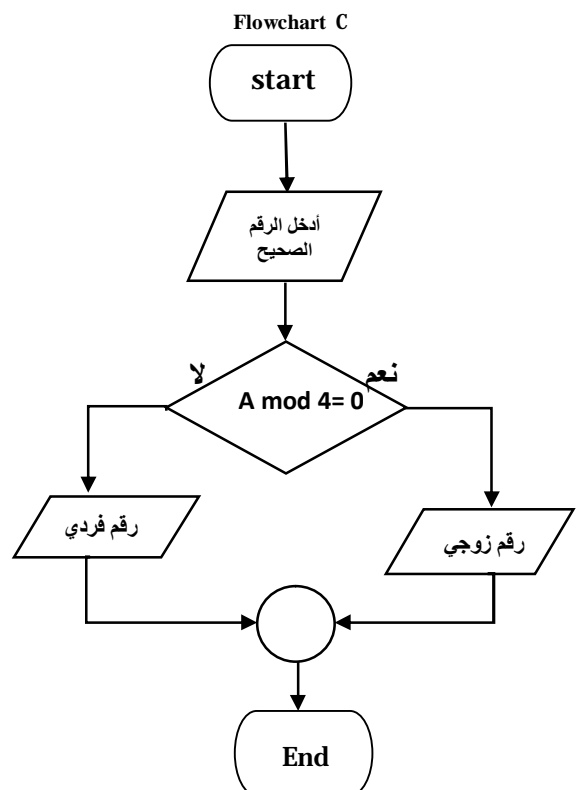 Flowchart C
start
أدخل الرقم
الصحيح
لا
نعم
A mod 4= 0
رقم فردي
رقم زوجي
End